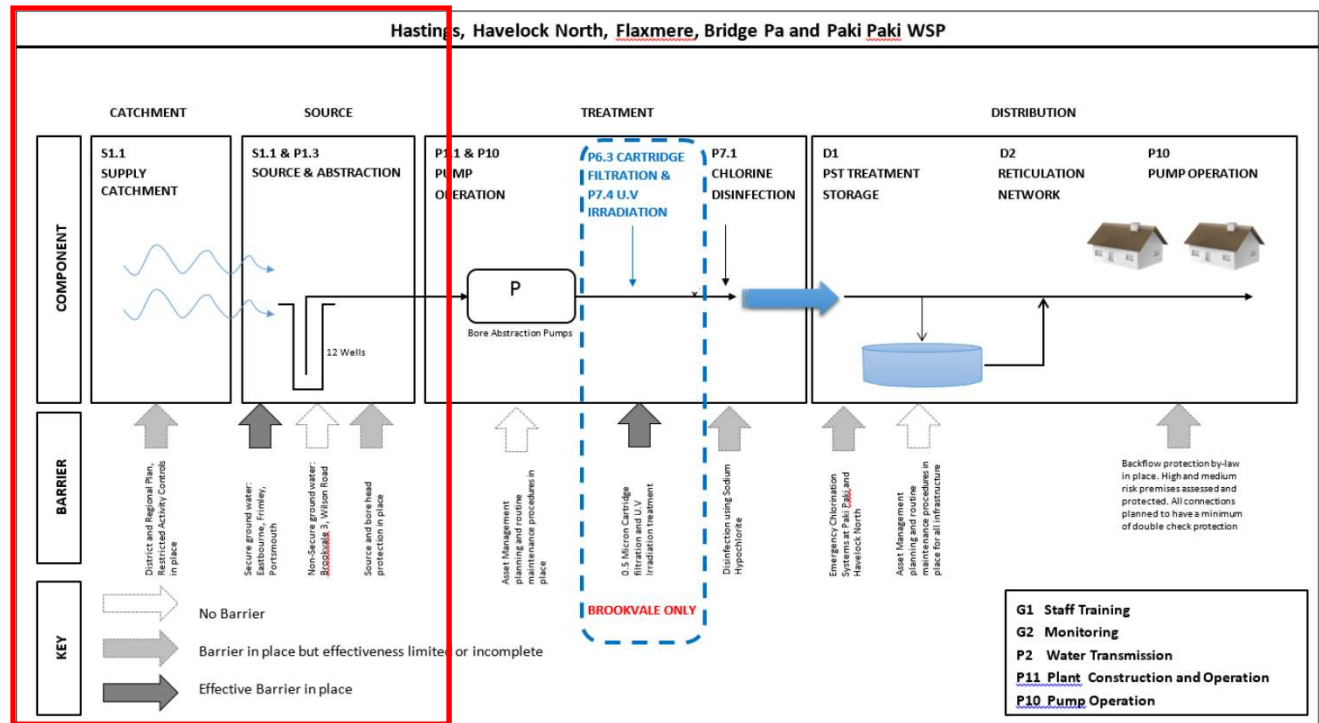 Hastings, Havelock North, Flaxmere, Bridge Pa and Paki Paki WSP
CATCHMENT
SOURCE
TREATMENT
DISTRIBUTION
COMPONENT
S1.1
SUPPLY
CATCHMENT
S1.1 & P1.3
SOURCE & ABSTRACTION
12 Wells
P1.1 & P10
PUMP
OPERATION
P
Bore Abstraction Pumps
P6.3 CARTRIDGE
FILTRATION &
P7.4 U.V
IRRADIATION
P7.1
CHLORINE
DISINFECTION
D1
PST TREATMENT
STORAGE
D2
RETICULATION
NETWORK
P10
PUMP OPERATION
BARRIER
District and Regional Plan,
Restricted Activity Controls
in place
Secure ground water:
Eastbourne, Frimley,
Portsmouth
Non-Secure ground water:
Brookvale 3, Wilson Road
Source and bore head
protection in place
Asset Management
planning and routine
maintenance procedures in
place
0.5 Micron Cartridge
filtration and U.V
Irradiation treatment
BROOKVALE ONLY
Disinfection using Sodium
Hypochlorite
Emergency Chlorination
Systems at Paki Paki and
Havelock North
Asset Management
planning and routine
maintenance procedures in
place for all infrastructure
Backflow protection by-law
in place. High and medium
risk premises assessed and
protected. All connections
planned to have a minimum
of double check protection
KEY
No Barrier
Barrier in place but effectiveness limited or incomplete
Effective Barrier in place
G1 Staff Training
G2 Monitoring
P2 Water Transmission
P11 Plant Construction and Operation
P10 Pump Operation